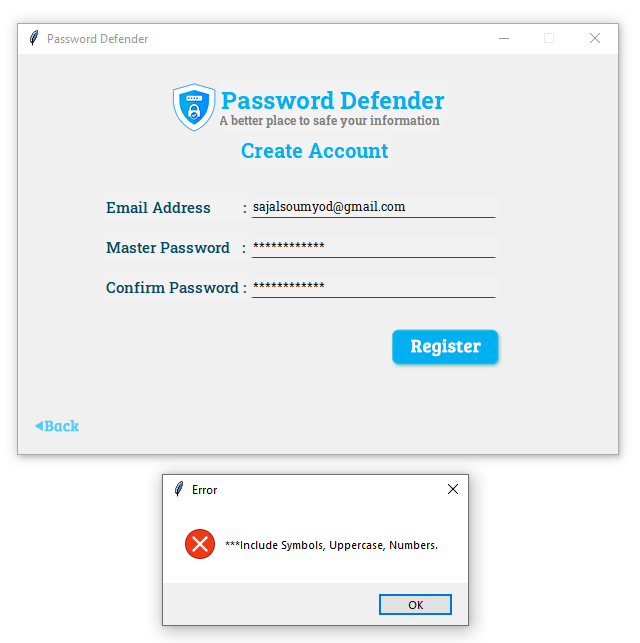 Password Defender
Password Defender
A better place to safe your information
Create Account
Email Address : sajalsoumyod@gmail.com
Master Password : ************
Confirm Password : ************
Register
Back
Error
***Include Symbols, Uppercase, Numbers.
OK